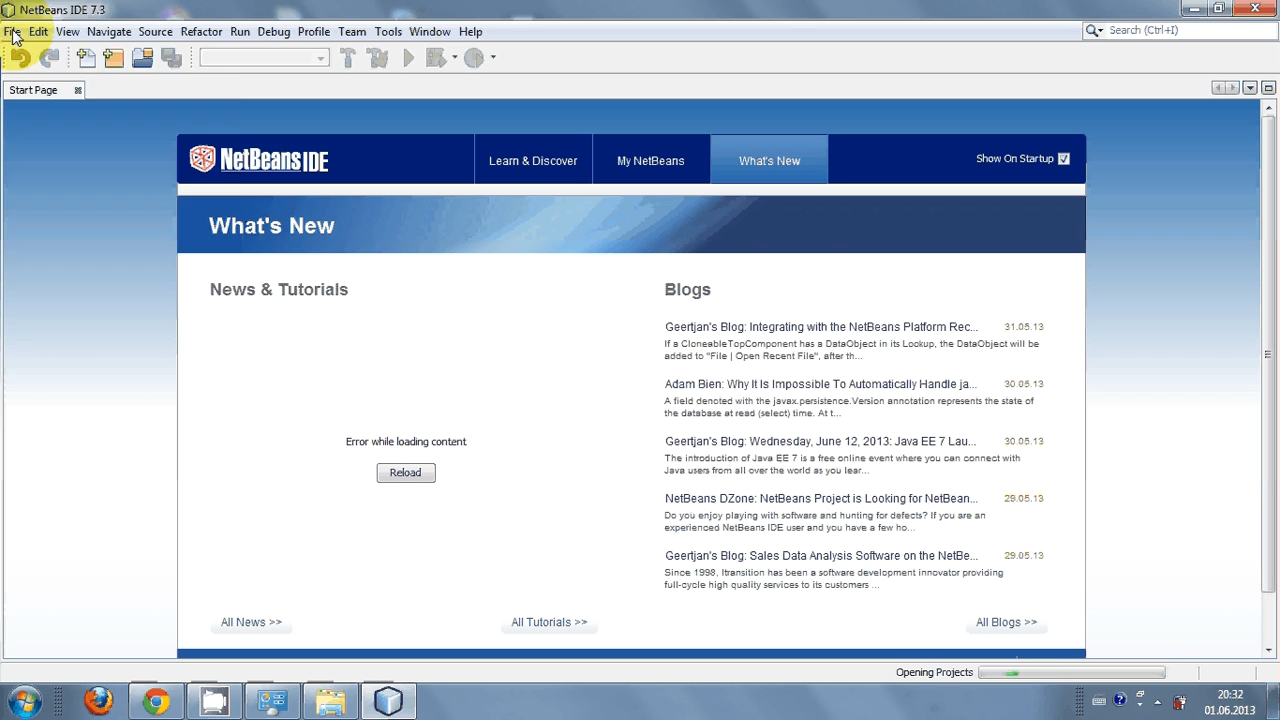 NetBeans IDE 7.3
File Edit View Navigate Source Refactor Run Debug Profile Team Tools Window Help
Search (Ctrl+I)
Start Page
NetBeans IDE
Learn & Discover
My NetBeans
What's New
Show On Startup
What's New
News & Tutorials
Error while loading content
Reload
Blogs
Geertjan's Blog: Integrating with the NetBeans Platform Rec... 31.05.13
If a CloneableTopComponent has a DataObject in its Lookup, the DataObject will be
added to "File | Open Recent File", after th...
Adam Bien: Why It Is Impossible To Automatically Handle ja... 30.05.13
A field denoted with the javax.persistence.Version annotation represents the state of
the database at read (select) time. At t...
Geertjan's Blog: Wednesday, June 12, 2013: Java EE 7 Lau... 30.05.13
The introduction of Java EE 7 is a free online event where you can connect with
Java users from all over the world as you lear...
NetBeans DZone: NetBeans Project is Looking for NetBean... 29.05.13
Do you enjoy playing with software and hunting for defects? If you are an
experienced NetBeans IDE user and you have a few ho...
Geertjan's Blog: Sales Data Analysis Software on the NetBe... 29.05.13
Since 1998, Itransition has been a software development innovator providing
full-cycle high quality services to its customers ...
All News >>
All Tutorials >>
All Blogs >>
Opening Projects
20:32
01.06.2013